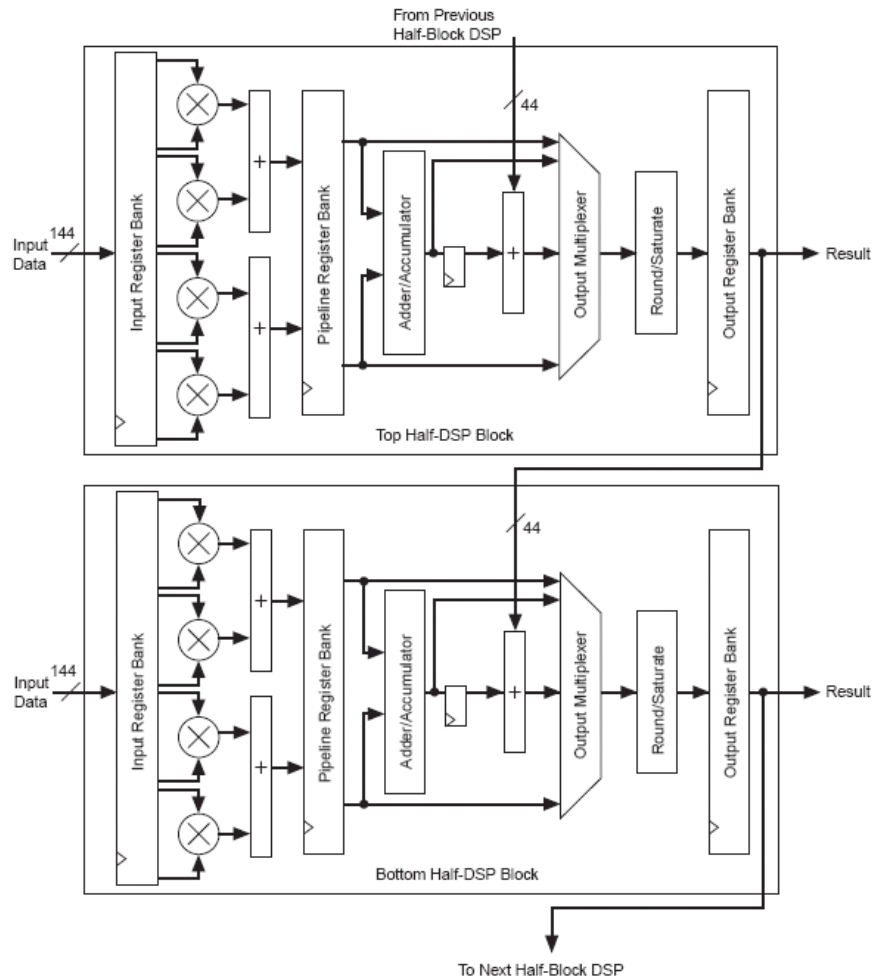 From Previous
Half-Block DSP
44
144
Input
Data
Input Register Bank
+
+
Pipeline Register Bank
Adder/Accumulator
+
Output Multiplexer
Round/Saturate
Output Register Bank
Result
Top Half-DSP Block
44
144
Input
Data
Input Register Bank
+
+
Pipeline Register Bank
Adder/Accumulator
+
Output Multiplexer
Round/Saturate
Output Register Bank
Result
Bottom Half-DSP Block
To Next Half-Block DSP